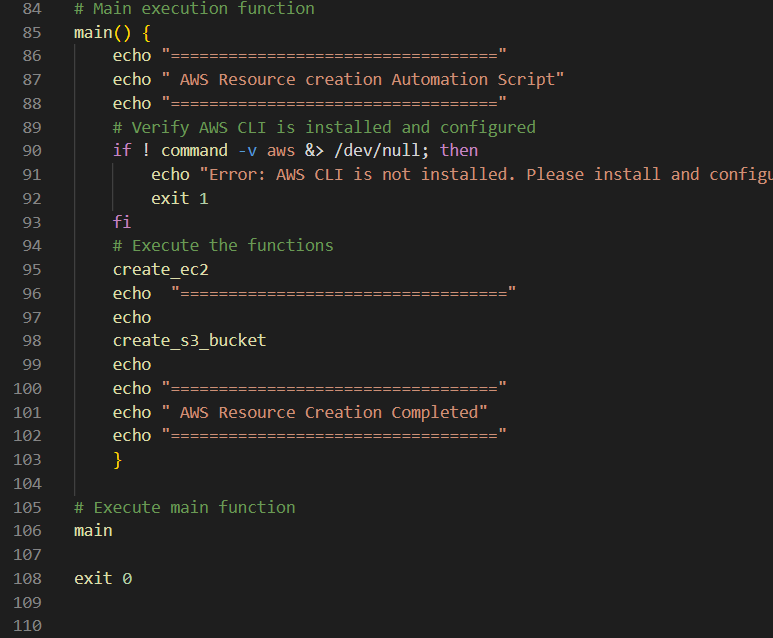 84 # Main execution function
85 main() {
86 echo "=================================="
87 echo " AWS Resource creation Automation Script"
88 echo "=================================="
89 # Verify AWS CLI is installed and configured
90 if ! command -v aws &> /dev/null; then
91 echo "Error: AWS CLI is not installed. Please install and configu
92 exit 1
93 fi
94 # Execute the functions
95 create_ec2
96 echo  "=================================="
97 echo
98 create_s3_bucket
99 echo
100 echo "=================================="
101 echo " AWS Resource Creation Completed"
102 echo "=================================="
103 }
104
105 # Execute main function
106 main
107
108 exit 0
109
110